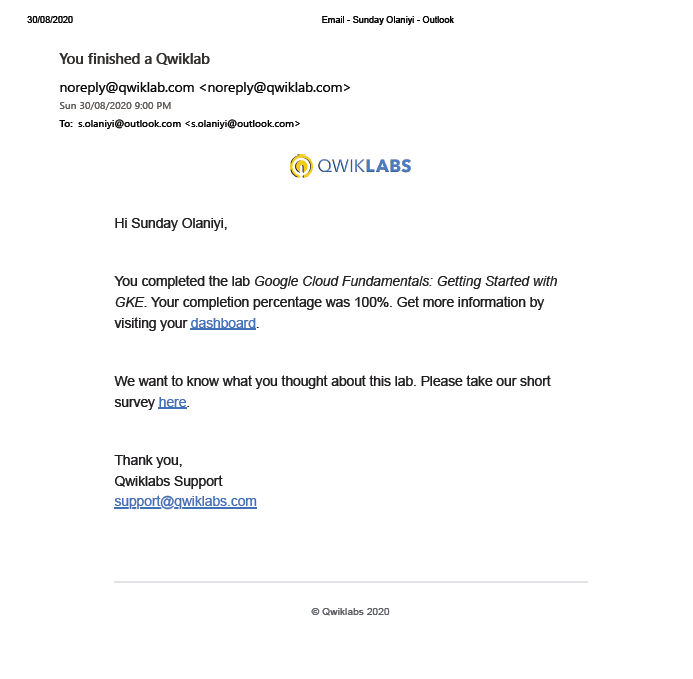 30/08/2020 Email - Sunday Olaniyi - Outlook
You finished a Qwiklab
noreply@qwiklab.com <noreply@qwiklab.com>
Sun 30/08/2020 9:00 PM
To: s.olaniyi@outlook.com <s.olaniyi@outlook.com>
QWIKLABS
Hi Sunday Olaniyi,
You completed the lab Google Cloud Fundamentals: Getting Started with
GKE. Your completion percentage was 100%. Get more information by
visiting your dashboard.
We want to know what you thought about this lab. Please take our short
survey here.
Thank you,
Qwiklabs Support
support@qwiklabs.com
© Qwiklabs 2020